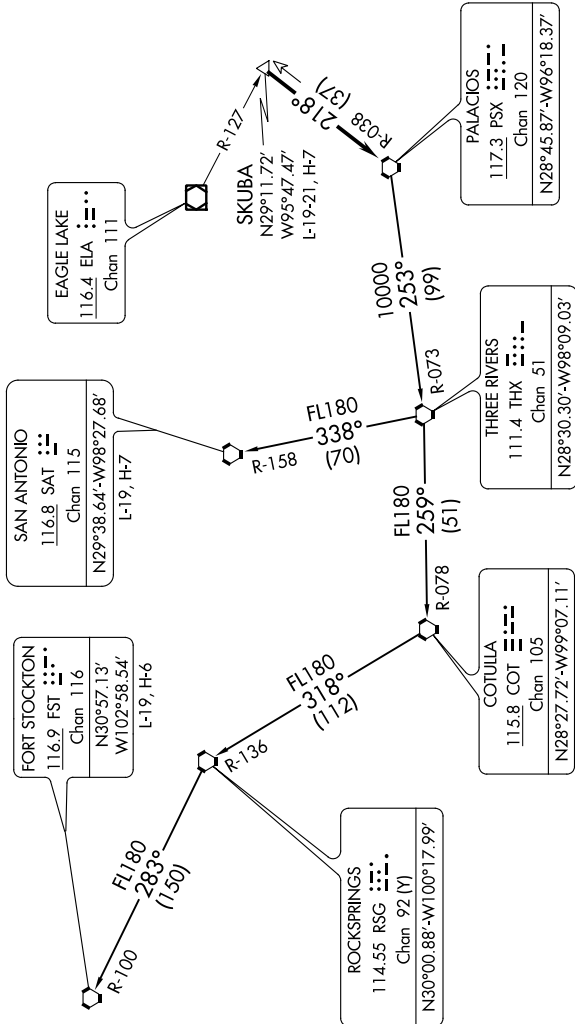 FORT STOCKTON
116.9 FST
Chan 116
N30°57.13'
W102°58.54'
L-19, H-6
SAN ANTONIO
116.8 SAT
Chan 115
N29°38.64'-W98°27.68'
L-19, H-7
EAGLE LAKE
116.4 ELA
Chan 111
R-127
SKUBA
N29°11.72'
W95°47.47'
L-19-21, H-7
218°
(37)
R-038
PALACIOS
117.3 PSX
Chan 120
N28°45.87'-W96°18.37'
10000
253°
(99)
R-073
THREE RIVERS
111.4 THX
Chan 51
N28°30.30'-W98°09.03'
FL180
338°
(70)
R-158
FL180
259°
(51)
R-078
COTULLA
115.8 COT
Chan 105
N28°27.72'-W99°07.11'
FL180
318°
(112)
R-136
ROCKSPRINGS
114.55 RSG
Chan 92 (Y)
N30°00.88'-W100°17.99'
FL180
283°
(150)
R-100